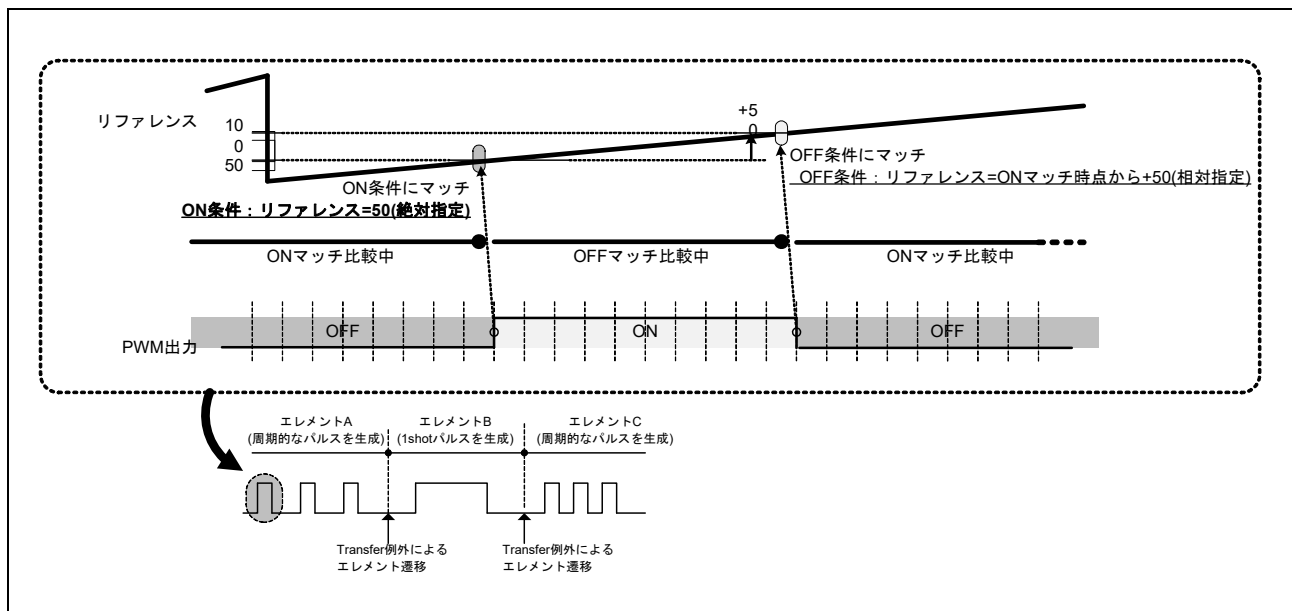 リファレンス
10
0
50
+5
0
ON条件にマッチ
ON条件：リファレンス=50(絶対指定)
OFF条件にマッチ
OFF条件：リファレンス=ONマッチ時点から+50(相対指定)
ONマッチ比較中
OFFマッチ比較中
ONマッチ比較中
PWM出力
OFF
ON
OFF
エレメントA
(周期的なパルスを生成)
エレメントB
(1shotパルスを生成)
エレメントC
(周期的なパルスを生成)
Transfer例外による
エレメント遷移
Transfer例外による
エレメント遷移